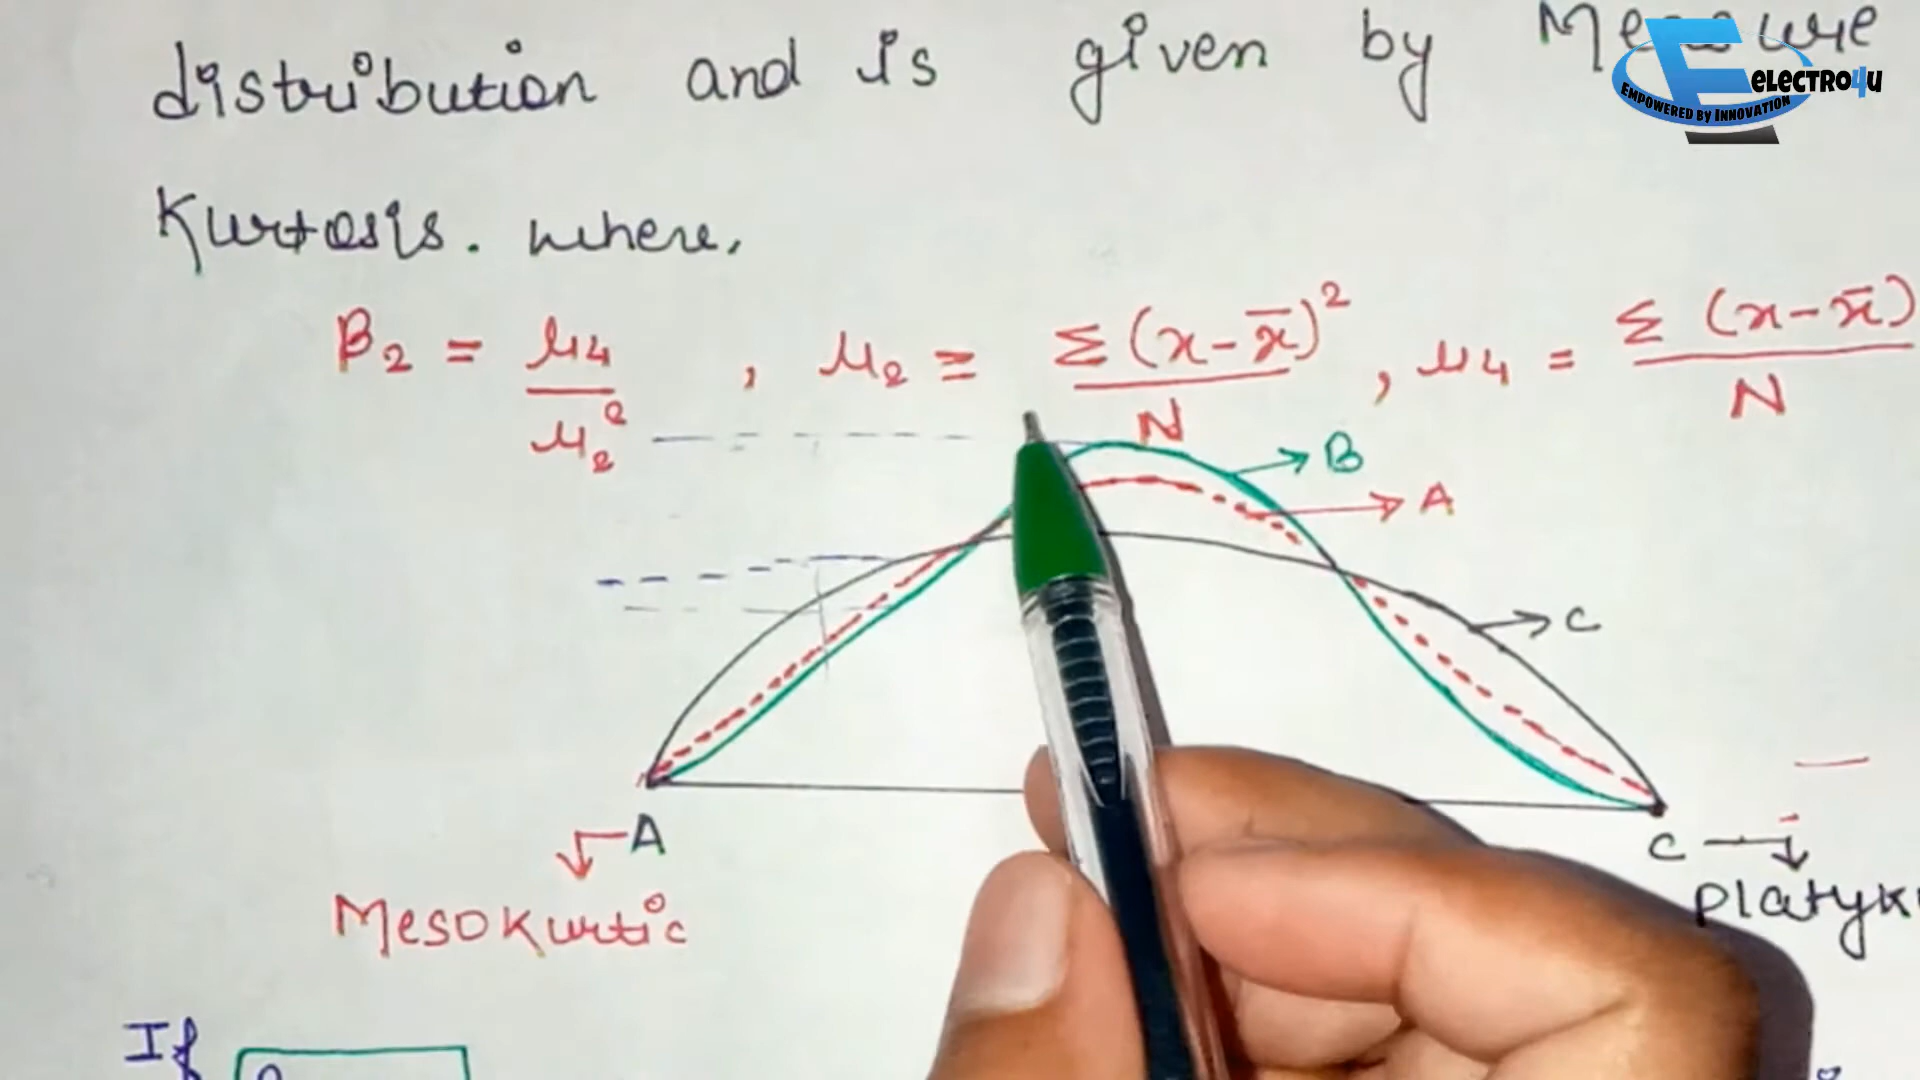 distribution and is given by Measure
ELECTRO4U
EMPOWERED BY INNOVATION
Kurtosis. where,
B₂ = μ₄ / μ₂² , μ₂ = Σ(x-x̄)² / N , μ₄ = Σ (x-x̄) / N
B
A
C
A
C
Mesokurtic
Platyk
If